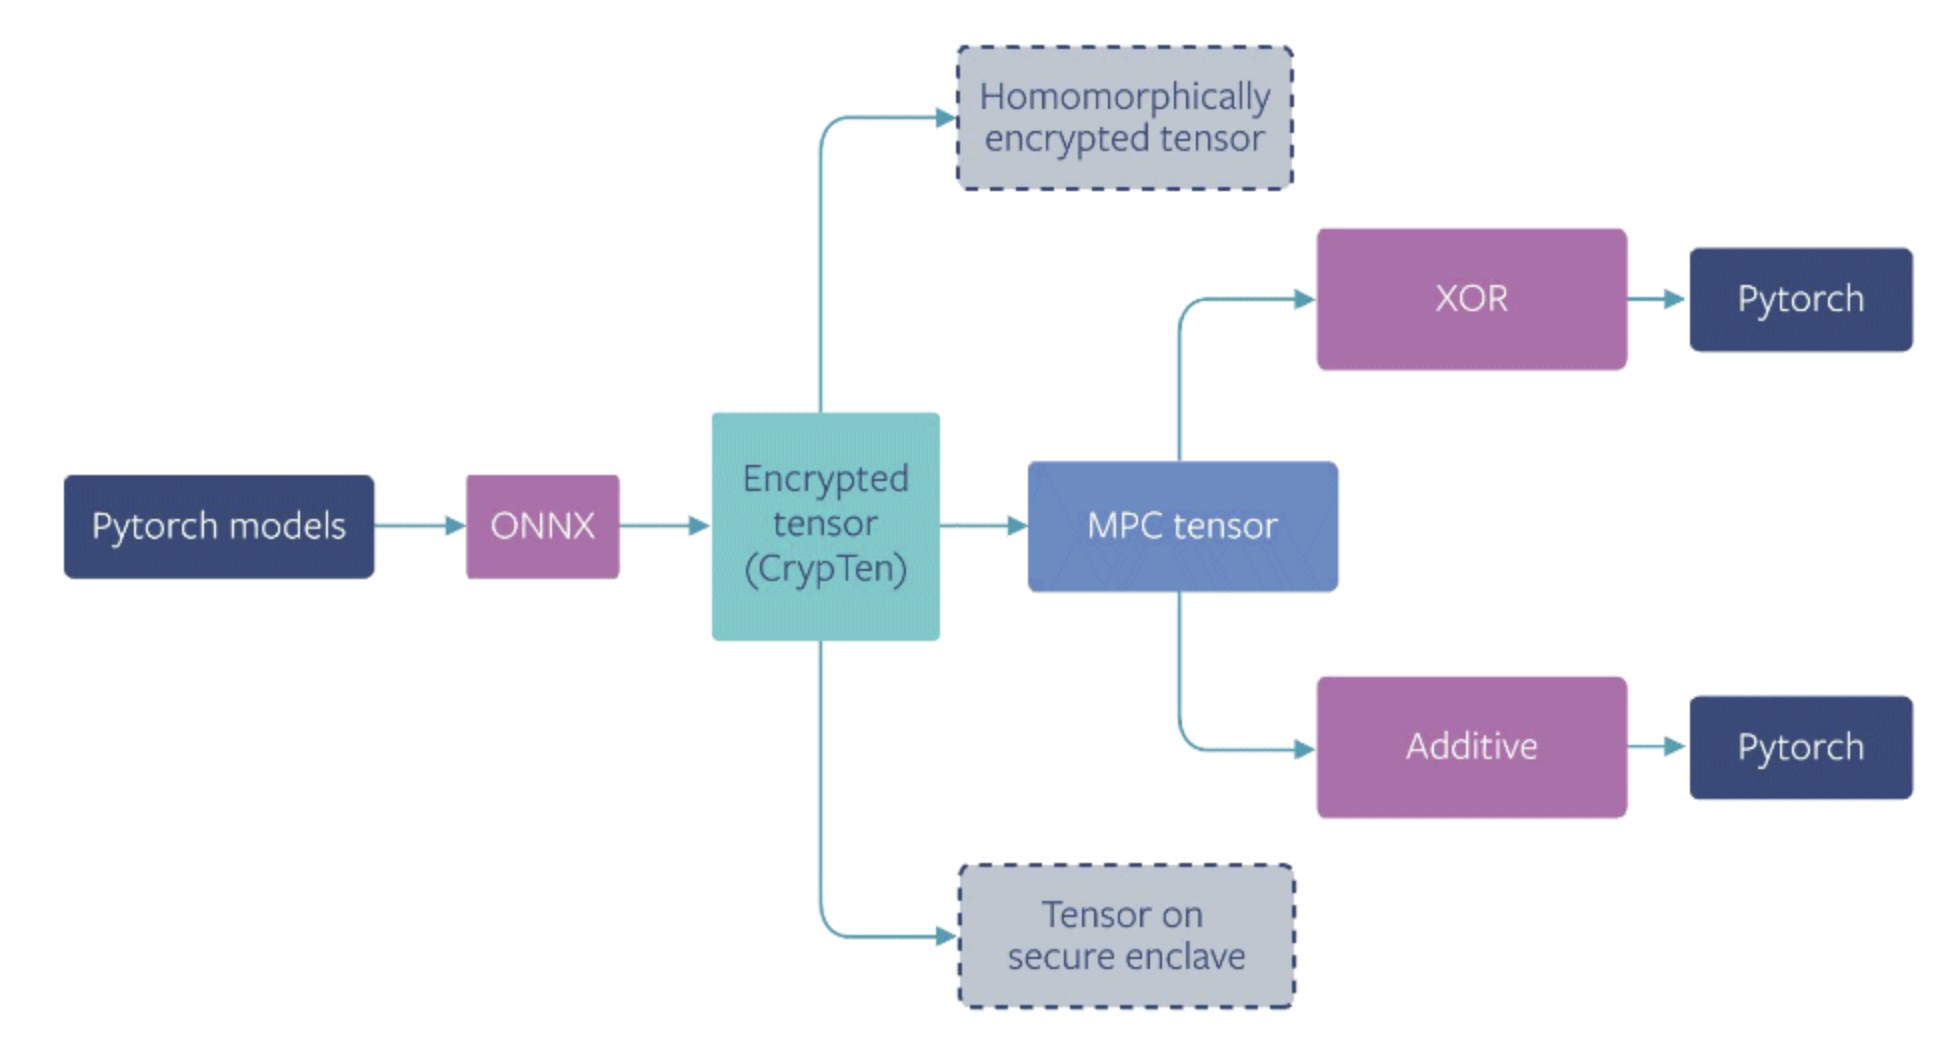 Homomorphically
encrypted tensor
XOR
Pytorch
Pytorch models
ONNX
Encrypted
tensor
(CrypTen)
MPC tensor
Additive
Pytorch
Tensor on
secure enclave